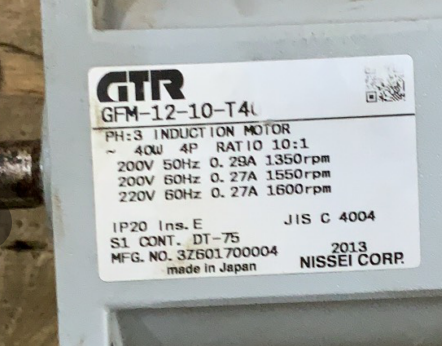 GTR
GFM-12-10-T40
PH:3 INDUCTION MOTOR
~ 40W 4P RATIO 10:1
200V 50Hz 0.29A 1350rpm
200V 60Hz 0.27A 1550rpm
220V 60Hz 0.27A 1600rpm
IP20 Ins.E JIS C 4004
S1 CONT. DT-75
MFG.NO.3Z601700004 2013
made in Japan NISSEI CORP.